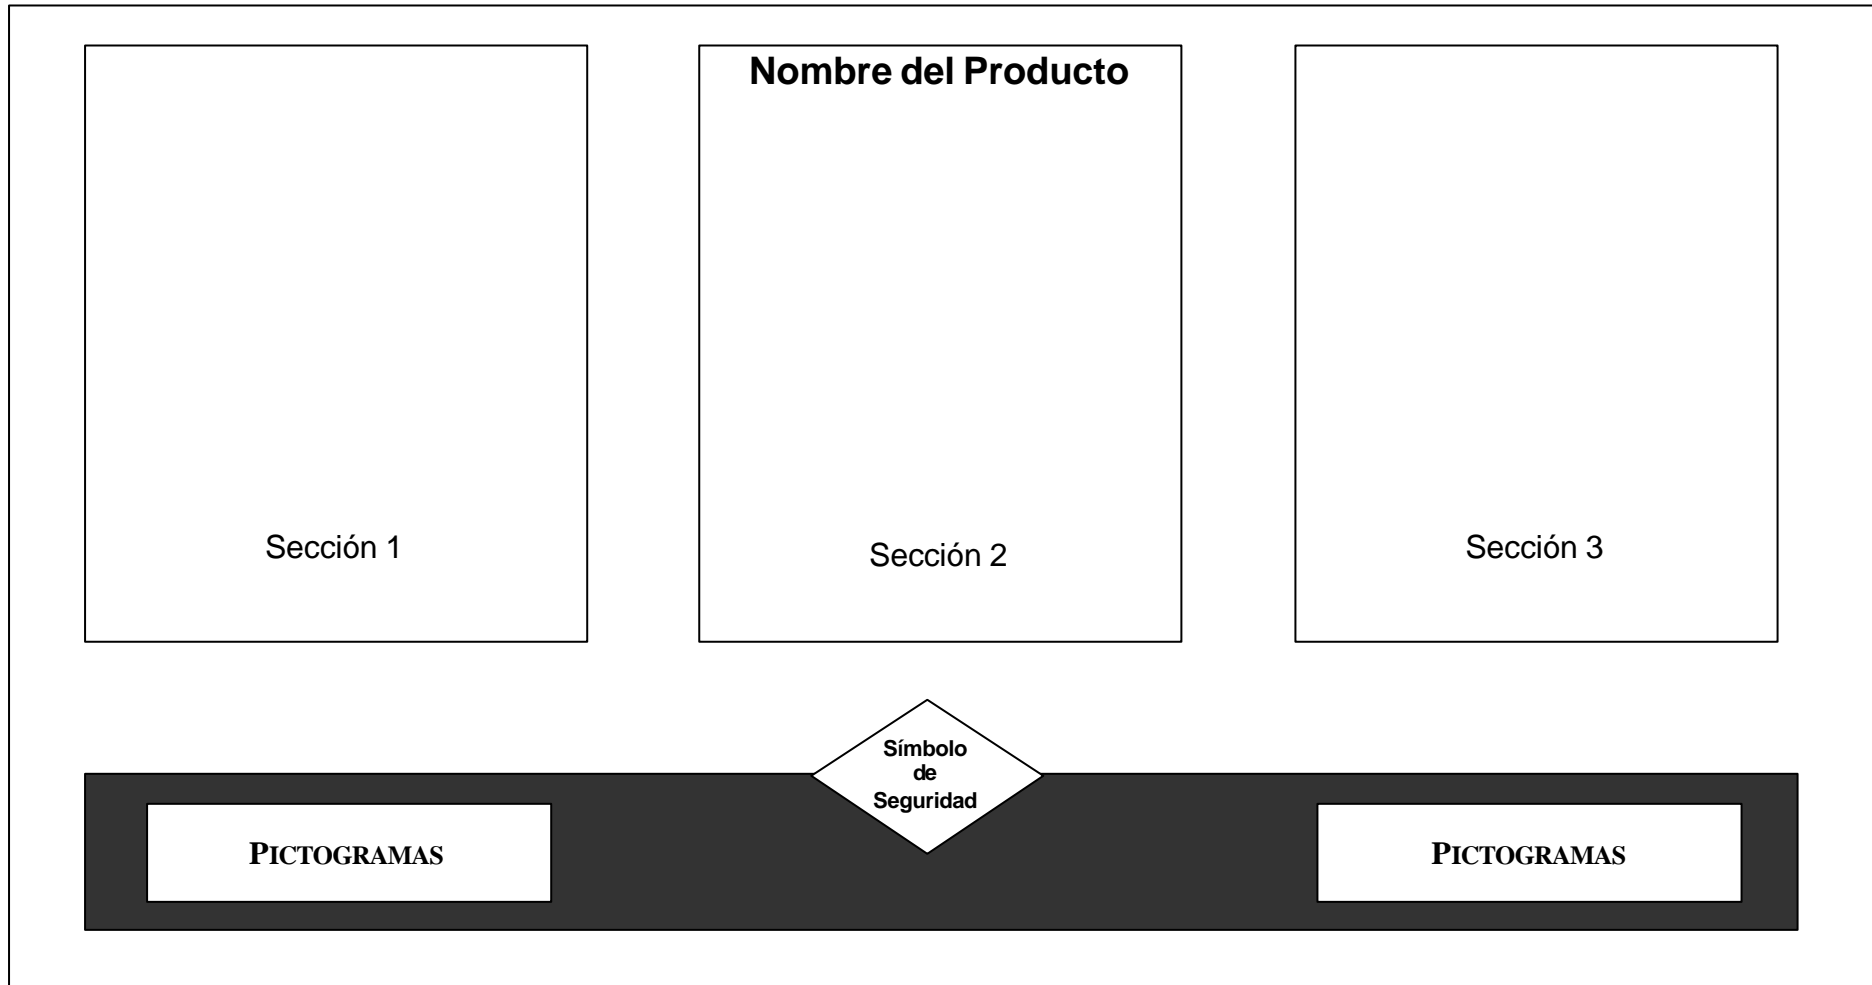 Nombre del Producto
Sección 1
Sección 2
Sección 3
Símbolo
de
Seguridad
PICTOGRAMAS
PICTOGRAMAS